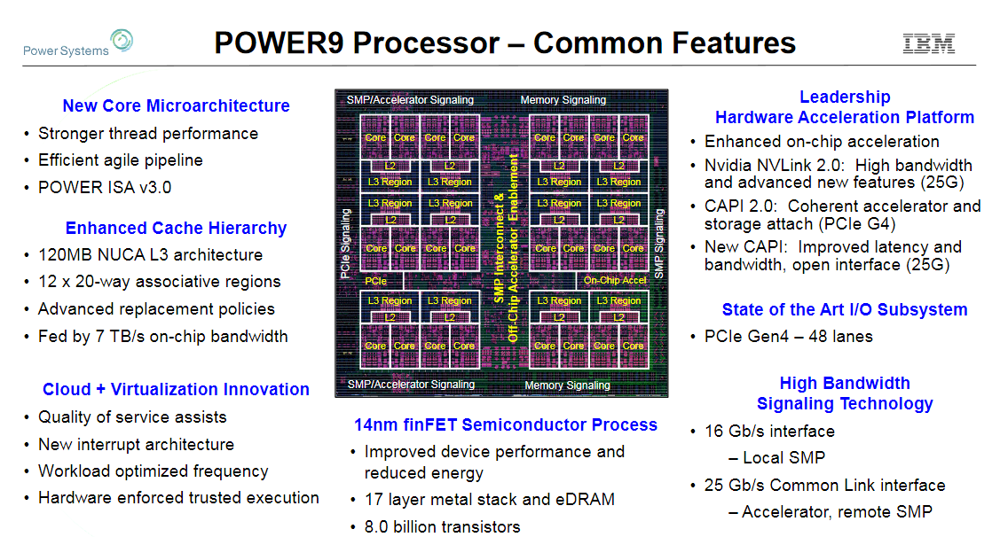 Power Systems
POWER9 Processor – Common Features
IBM
New Core Microarchitecture
• Stronger thread performance
• Efficient agile pipeline
• POWER ISA v3.0
Enhanced Cache Hierarchy
• 120MB NUCA L3 architecture
• 12 x 20-way associative regions
• Advanced replacement policies
• Fed by 7 TB/s on-chip bandwidth
Cloud + Virtualization Innovation
• Quality of service assists
• New interrupt architecture
• Workload optimized frequency
• Hardware enforced trusted execution
SMP/Accelerator Signaling Memory Signaling
Core Core Core Core Core Core Core Core
L2 L2 L2 L2
L3 Region L3 Region L3 Region L3 Region
L3 Region L3 Region L3 Region L3 Region
L2 L2 L2 L2
Core Core Core Core Core Core Core Core
PCIe Signaling
SMP Interconnect &
Off-Chip Accelerator Enablement
SMP Signaling
PCIe On-Chip Accel
L3 Region L3 Region L3 Region L3 Region
L2 L2 L2 L2
Core Core Core Core Core Core Core Core
SMP/Accelerator Signaling Memory Signaling
14nm finFET Semiconductor Process
• Improved device performance and
reduced energy
• 17 layer metal stack and eDRAM
• 8.0 billion transistors
Leadership
Hardware Acceleration Platform
• Enhanced on-chip acceleration
• Nvidia NVLink 2.0: High bandwidth
and advanced new features (25G)
• CAPI 2.0: Coherent accelerator and
storage attach (PCIe G4)
• New CAPI: Improved latency and
bandwidth, open interface (25G)
State of the Art I/O Subsystem
• PCIe Gen4 – 48 lanes
High Bandwidth
Signaling Technology
• 16 Gb/s interface
– Local SMP
• 25 Gb/s Common Link interface
– Accelerator, remote SMP